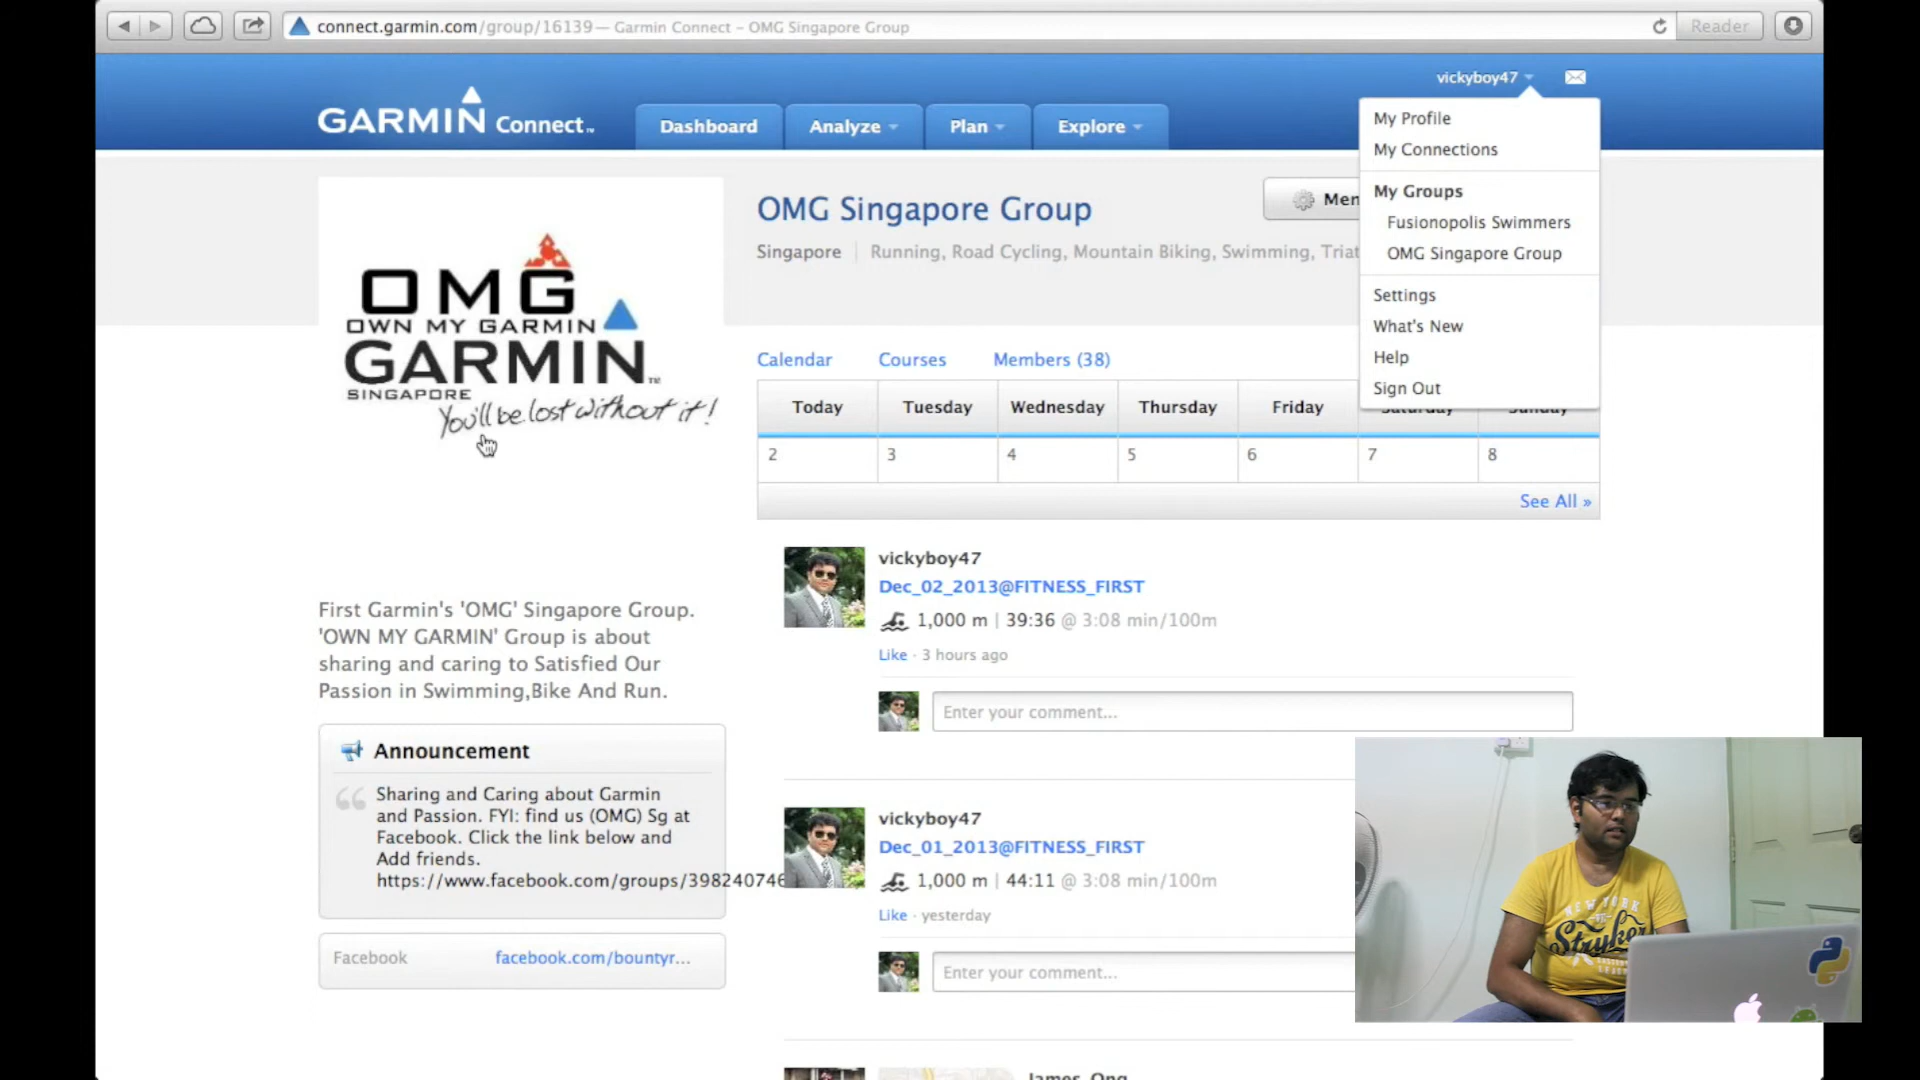 connect.garmin.com/group/16139 — Garmin Connect – OMG Singapore Group
Reader
vickyboy47
GARMIN Connect™
Dashboard
Analyze
Plan
Explore
My Profile
My Connections
My Groups
Fusionopolis Swimmers
OMG Singapore Group
Settings
What's New
Help
Sign Out
OMG
OWN MY GARMIN
GARMIN™
SINGAPORE
You'll be lost without it!
OMG Singapore Group
Singapore
Running, Road Cycling, Mountain Biking, Swimming, Triat
Calendar
Courses
Members (38)
Today Tuesday Wednesday Thursday Friday Saturday Sunday
2 3 4 5 6 7 8
See All »
vickyboy47
Dec_02_2013@FITNESS_FIRST
1,000 m | 39:36 @ 3:08 min/100m
Like · 3 hours ago
Enter your comment...
vickyboy47
Dec_01_2013@FITNESS_FIRST
1,000 m | 44:11 @ 3:08 min/100m
Like · yesterday
Enter your comment...
James Ong
First Garmin's 'OMG' Singapore Group.
'OWN MY GARMIN' Group is about
sharing and caring to Satisfied Our
Passion in Swimming,Bike And Run.
Announcement
Sharing and Caring about Garmin
and Passion. FYI: find us (OMG) Sg at
Facebook. Click the link below and
Add friends.
https://www.facebook.com/groups/398240746
Facebook
facebook.com/bountyr...
NEW YORK
Stryker